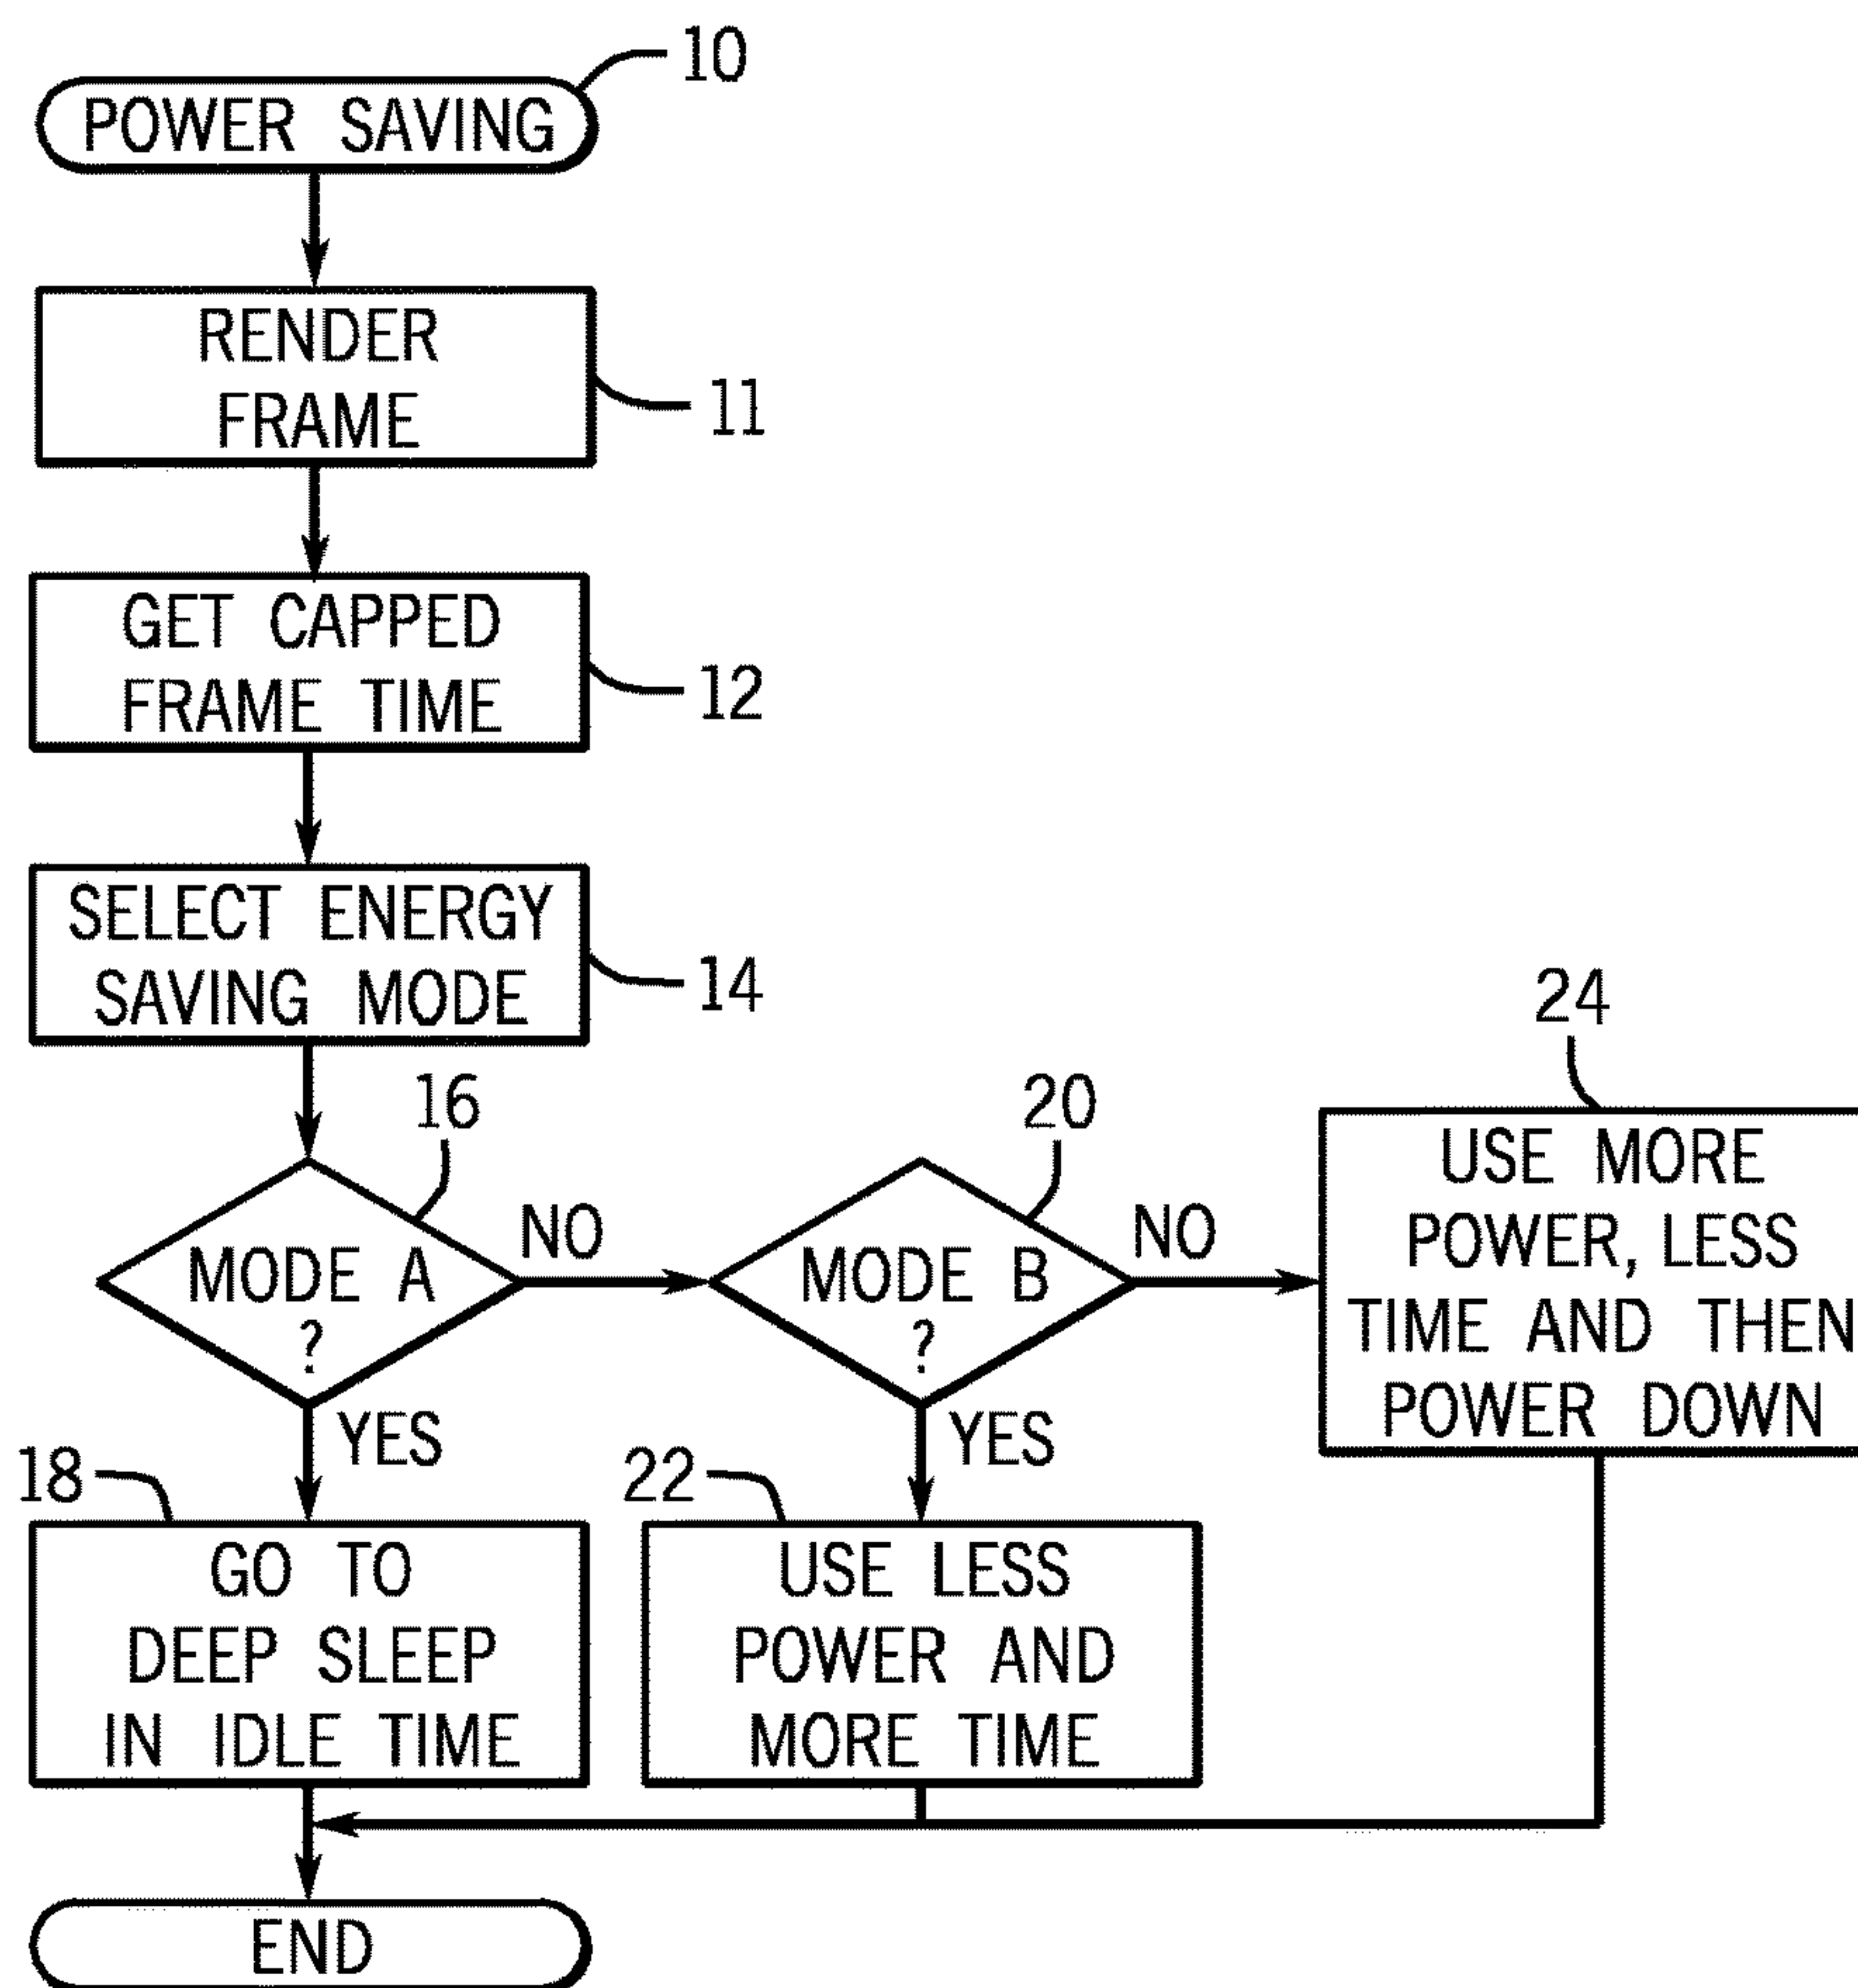 10
POWER SAVING
RENDER
FRAME
11
GET CAPPED
FRAME TIME
12
SELECT ENERGY
SAVING MODE
14
16
MODE A
?
NO
YES
20
MODE B
?
NO
YES
24
USE MORE
POWER, LESS
TIME AND THEN
POWER DOWN
18
GO TO
DEEP SLEEP
IN IDLE TIME
22
USE LESS
POWER AND
MORE TIME
END